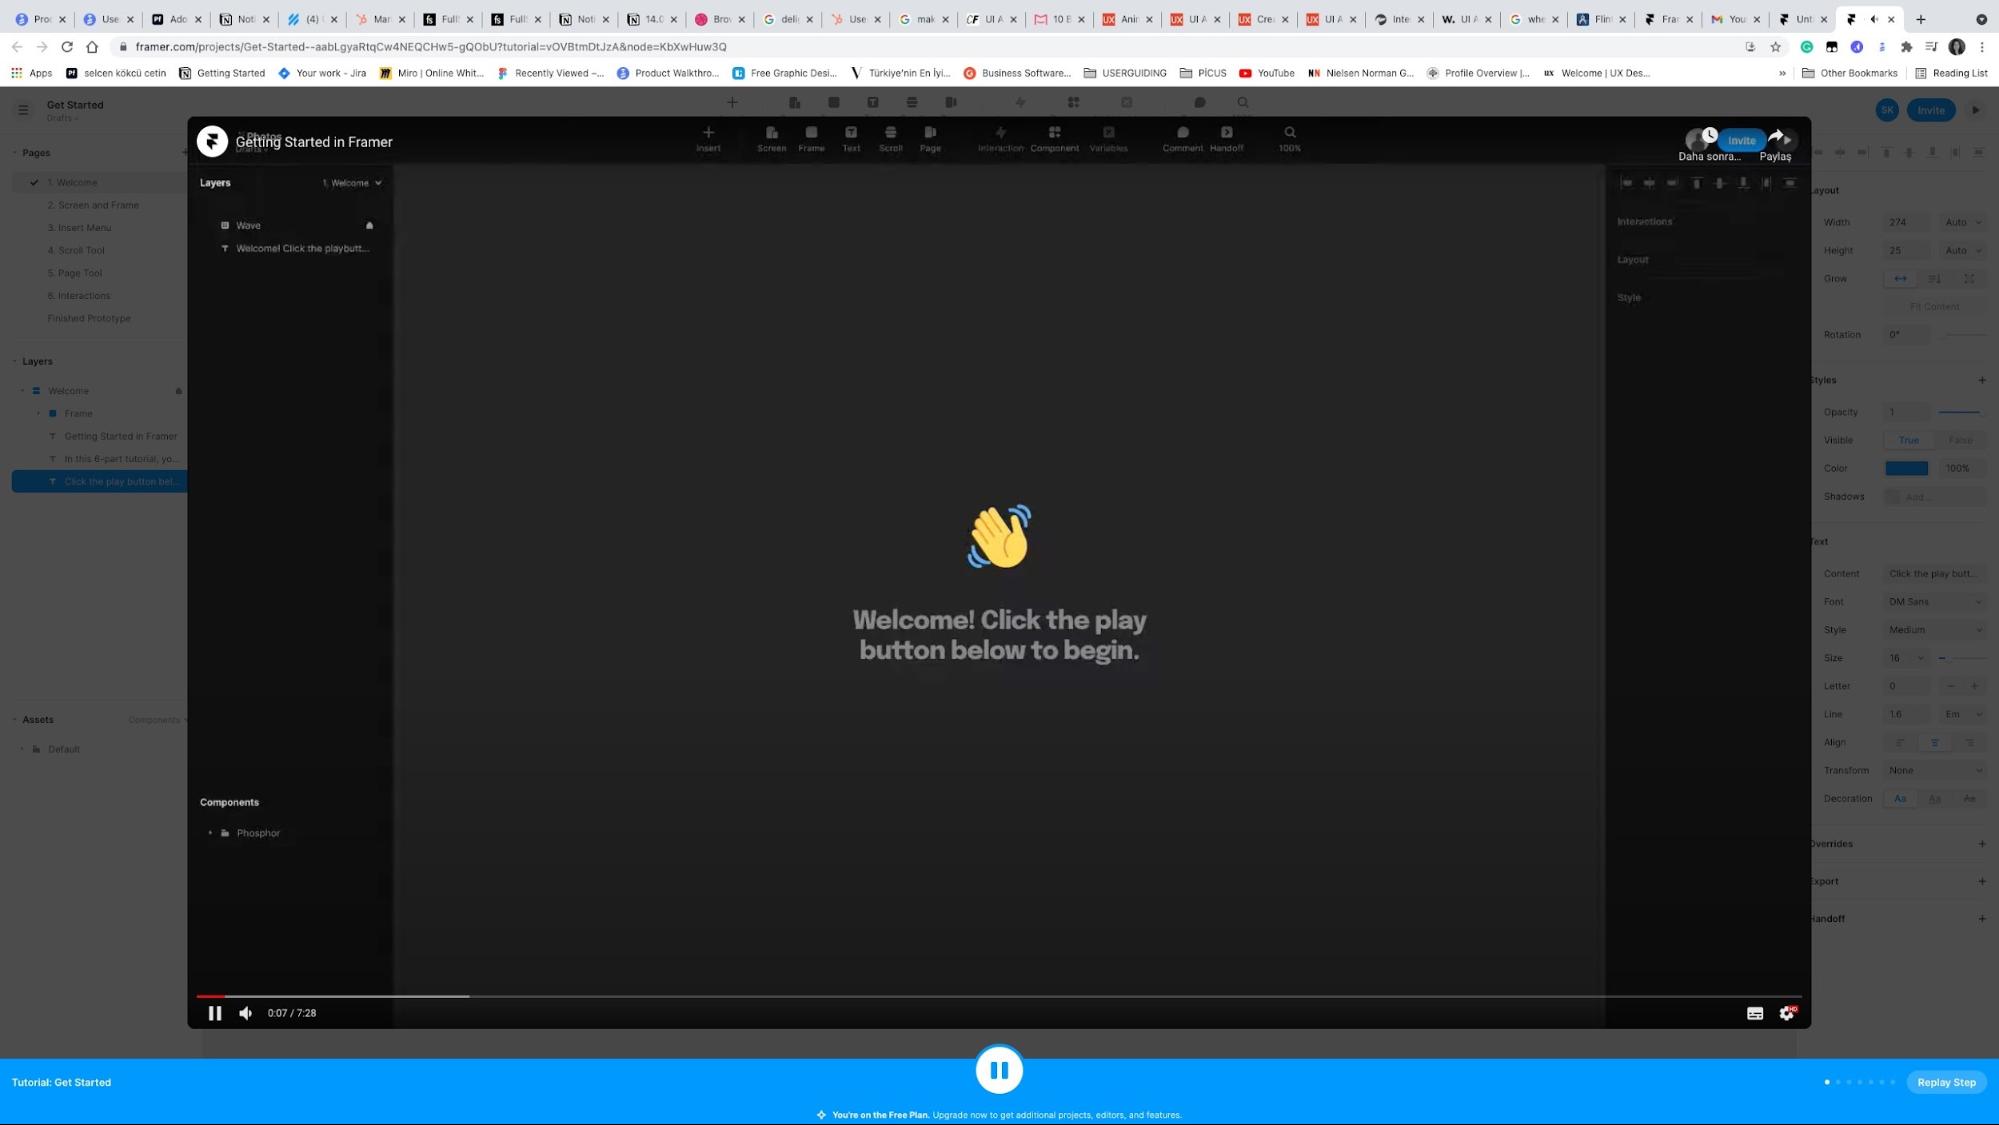 Proc
Use
Ado
Noti
(4) (
Mar
Full
Full
Noti
14.0
Brov
delig
Use
mak
UI A
10 B
Anir
UI A
Crea
UI A
Inte
UI A
whe
Flint
Frar
You
Unti
framer.com/projects/Get-Started--aabLgyaRtqCw4NEQCHw5-gQObU?tutorial=vOVBtmDtJzA&node=KbXwHuw3Q
Apps
selcen kökcü cetin
Getting Started
Your work - Jira
Miro | Online Whit...
Recently Viewed –...
Product Walkthro...
Free Graphic Desi...
Türkiye'nin En İyi...
Business Software...
USERGUIDING
PİCUS
YouTube
Nielsen Norman G...
Profile Overview |...
Welcome | UX Des...
»
Other Bookmarks
Reading List
Get Started
Drafts
SK
Invite
Pages
1. Welcome
2. Screen and Frame
3. Insert Menu
4. Scroll Tool
5. Page Tool
6. Interactions
Finished Prototype
Layers
Welcome
Frame
Getting Started in Framer
In this 6-part tutorial, yo...
Click the play button bel...
Assets
Components
Default
Photos
Drafts
Getting Started in Framer
Insert
Screen
Frame
Text
Scroll
Page
Interaction
Component
Variables
Comment
Handoff
100%
Invite
Daha sonra...
Paylaş
Layers
1. Welcome
Wave
Welcome! Click the playbutt...
Interactions
Layout
Style
Welcome! Click the play
button below to begin.
Components
Phosphor
0:07 / 7:28
HD
Layout
Width 274 Auto
Height 25 Auto
Grow
Fit Content
Rotation 0°
Styles
Opacity 1
Visible True False
Color 100%
Shadows Add...
Text
Content Click the play butt...
Font DM Sans
Style Medium
Size 16
Letter 0
Line 1.6 Em
Align
Transform None
Decoration Aa Aa Aa
Overrides
Export
Handoff
Tutorial: Get Started
Replay Step
You're on the Free Plan. Upgrade now to get additional projects, editors, and features.